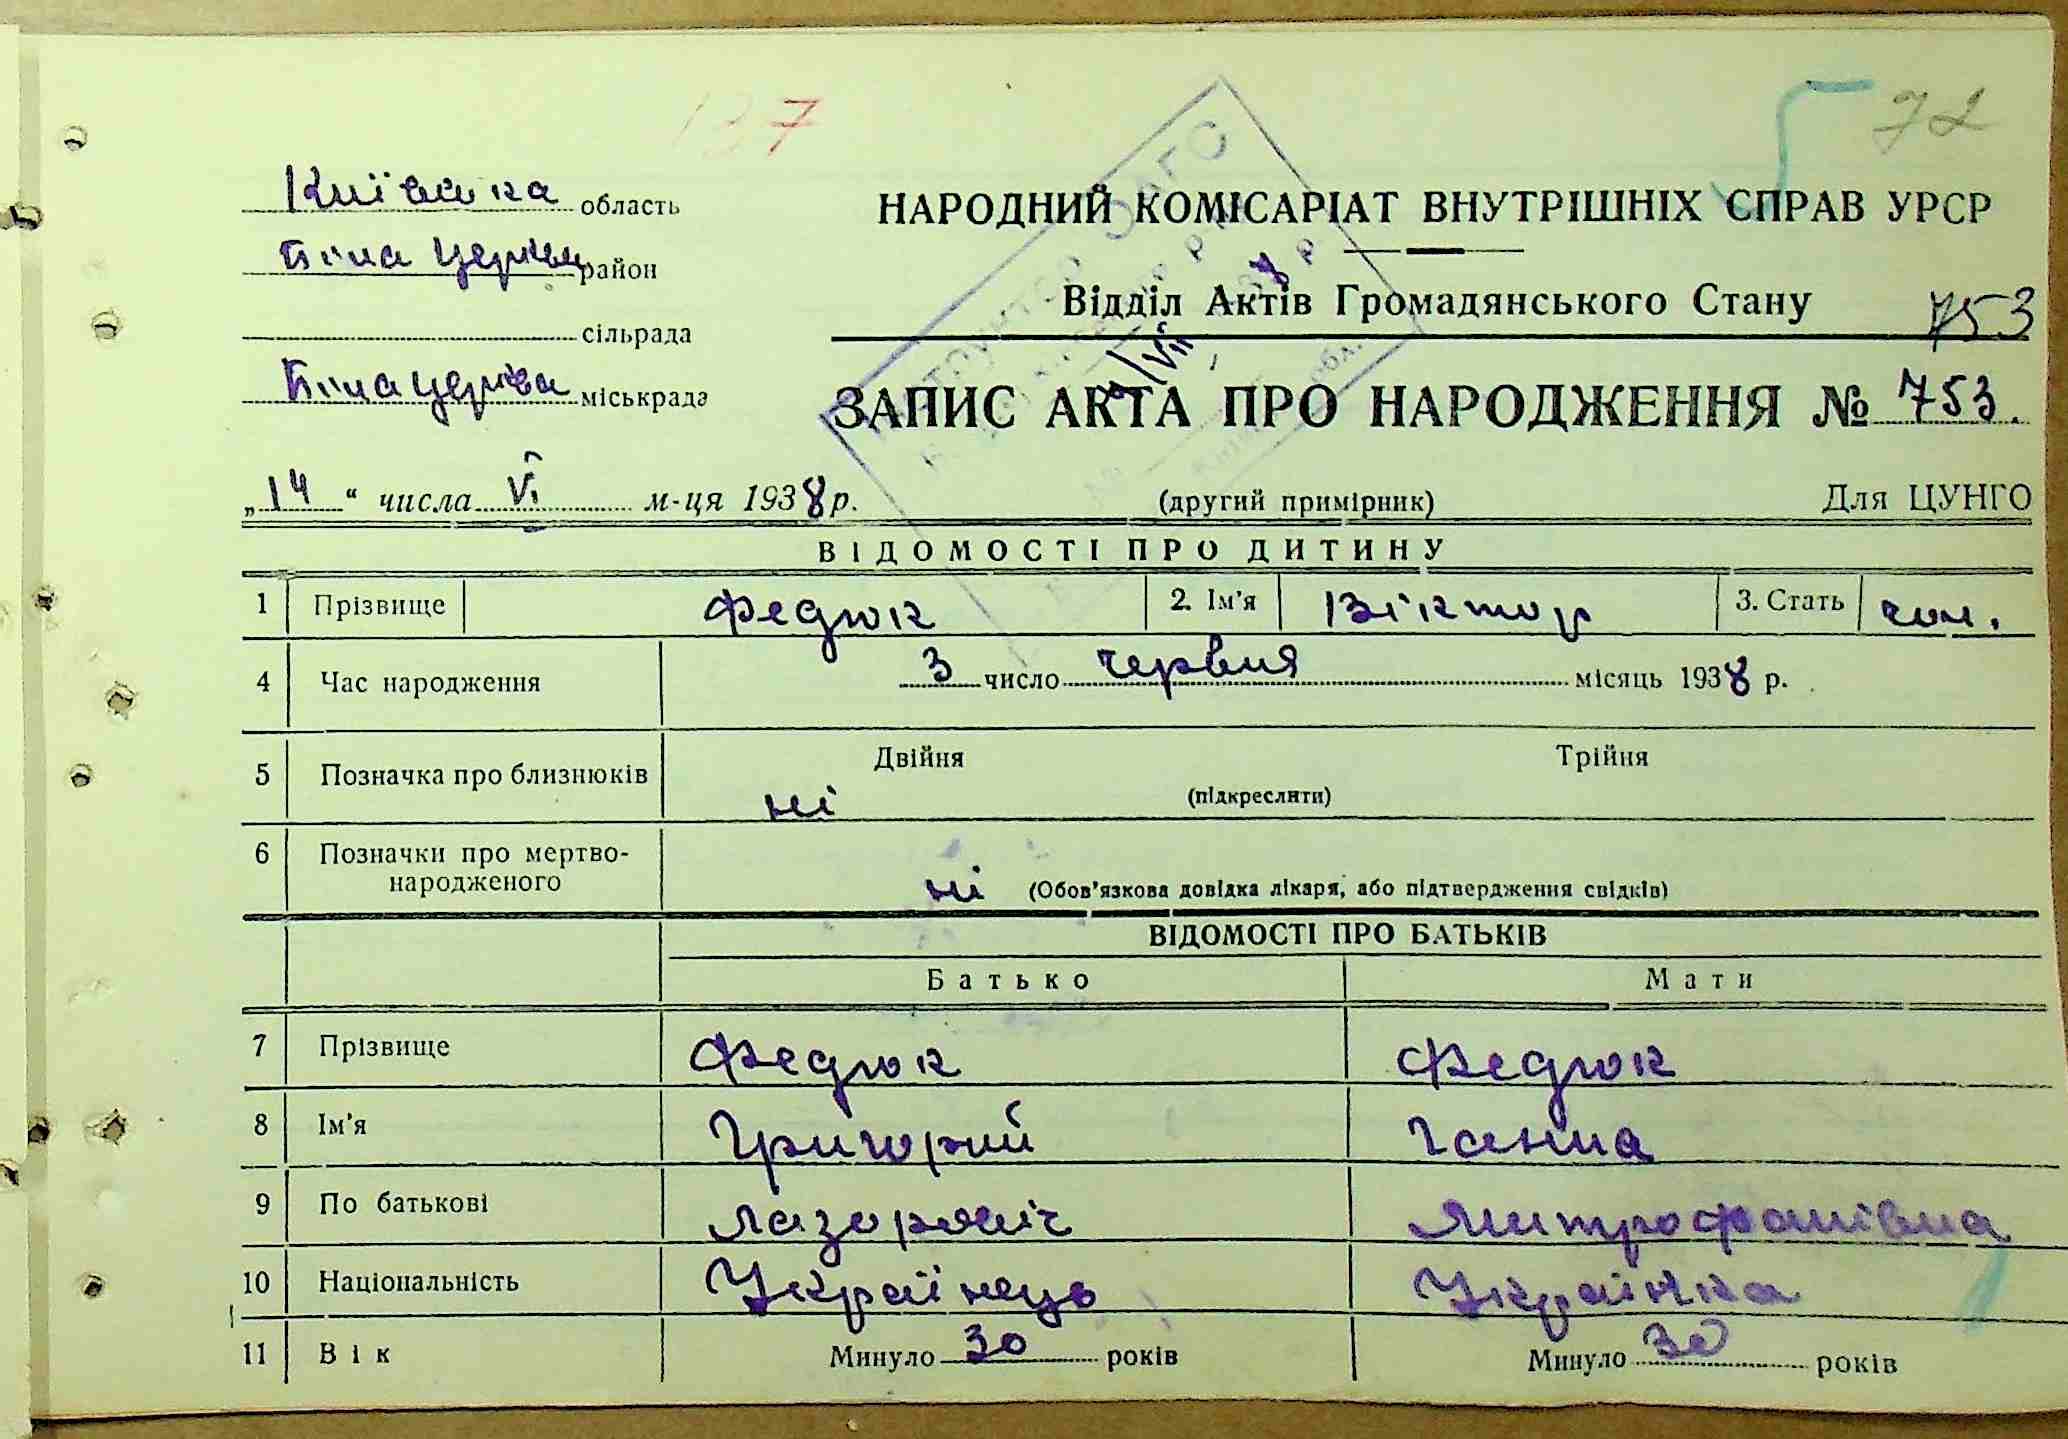 137
5 72
Київська область
Біла Церква район
сільрада
Біла церква міськрада
НАРОДНИЙ КОМІСАРІАТ ВНУТРІШНІХ СПРАВ УРСР
Відділ Актів Громадянського Стану
753
ЗАПИС АКТА ПРО НАРОДЖЕННЯ № 753.
„14“ числа VI м-ця 1938 р. (другий примірник) Для ЦУНГО
ВІДОМОСТІ ПРО ДИТИНУ
1 Прізвище Федюк 2. Ім'я Віктор 3. Стать чол.
4 Час народження 3 число червня місяць 1938 р.
5 Позначка про близнюків Двійня Трійня
ні (підкреслити)
6 Позначки про мертво-
народженого ні (Обов'язкова довідка лікаря, або підтвердження свідків)
ВІДОМОСТІ ПРО БАТЬКІВ
Батько Мати
7 Прізвище Федюк Федюк
8 Ім'я Григорий Ганна
9 По батькові Лазорович Митрофанівна
10 Національність Українець Українка
11 Вік Минуло 30 років Минуло 30 років